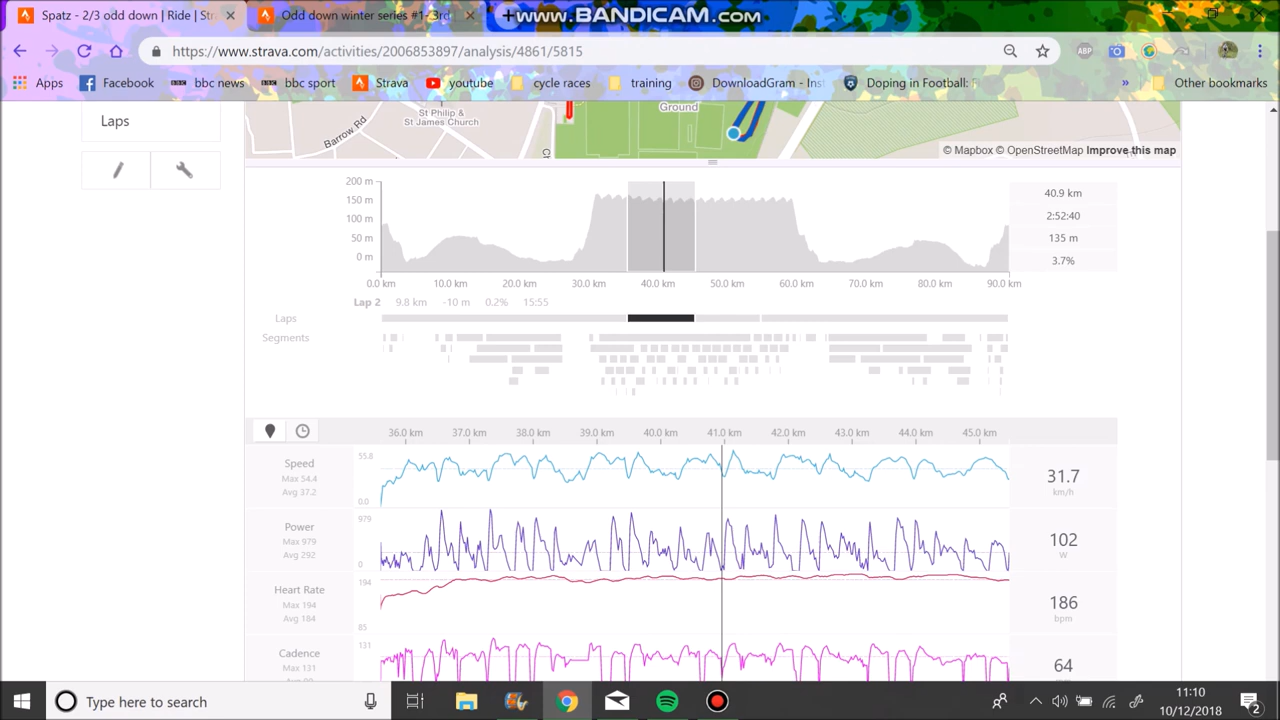 Spatz - 2/3 odd down | Ride | Str
Odd down winter series #1- 3rd
www.BANDICAM.com
https://www.strava.com/activities/2006853897/analysis/4861/5815
ABP
Apps
Facebook
BBC
bbc news
BBC
bbc sport
Strava
youtube
cycle races
training
DownloadGram - Inst
Doping in Football:
»
Other bookmarks
Laps
St Philip &
St James Church
Barrow Rd
Ground
© Mapbox © OpenStreetMap Improve this map
200 m
150 m
100 m
50 m
0 m
40.9 km
2:52:40
135 m
3.7%
0.0 km 10.0 km 20.0 km 30.0 km 40.0 km 50.0 km 60.0 km 70.0 km 80.0 km 90.0 km
Lap 2 9.8 km -10 m 0.2% 15:55
Laps
Segments
36.0 km 37.0 km 38.0 km 39.0 km 40.0 km 41.0 km 42.0 km 43.0 km 44.0 km 45.0 km
Speed
Max 54.4
Avg 37.2
55.8
0.0
31.7
km/h
Power
Max 979
Avg 292
979
0
102
W
Heart Rate
Max 194
Avg 184
194
85
186
bpm
Cadence
Max 131
131
64
Type here to search
11:10
10/12/2018
2